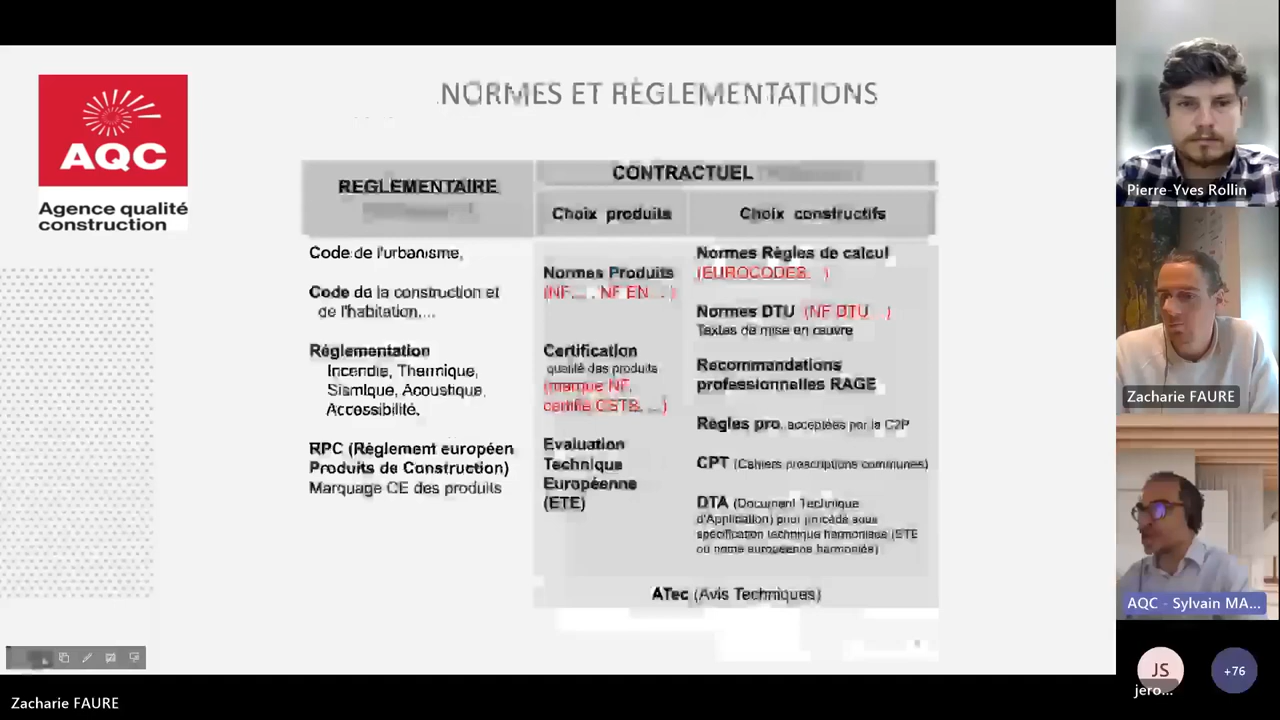 NORMES ET RÈGLEMENTATIONS
AQC
Agence qualité
construction
REGLEMENTAIRE
CONTRACTUEL
Choix produits
Choix constructifs
Code de l'urbanisme,
Code de la construction et
de l'habitation,...
Réglementation
Incendie, Thermique,
Sismique, Acoustique,
Accessibilité.
RPC (Règlement européen
Produits de Construction)
Marquage CE des produits
Normes Produits
(NF... , NF EN... )
Certification
qualité des produits
(marque NF,
certifié CSTB, ...)
Evaluation
Technique
Européenne
(ETE)
Normes Règles de calcul
(EUROCODES... )
Normes DTU (NF DTU ...)
Textes de mise en œuvre
Recommandations
professionnelles RAGE
Règles pro. acceptées par la C2P
CPT (Cahiers prescriptions communes)
DTA (Document Technique
d'Application) pour procédé sous
spécification technique harmonisée (ETE
ou norme européenne harmoniés)
ATec (Avis Techniques)
Pierre-Yves Rollin
Zacharie FAURE
AQC - Sylvain MA...
JS
jero...
+76
Zacharie FAURE